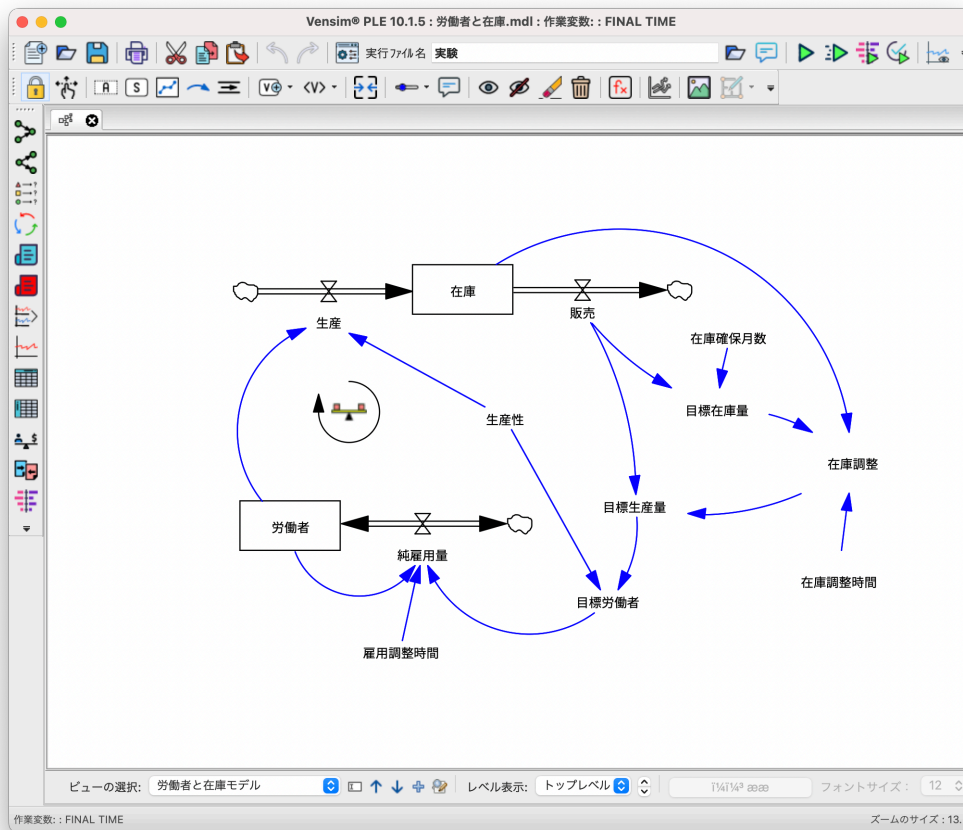 Vensim® PLE 10.1.5 : 労働者と在庫.mdl : 作業変数: : FINAL TIME
実行ファイル名 実験
A S V <V> fx
在庫
生産
販売
在庫確保月数
目標在庫量
生産性
在庫調整
目標生産量
労働者
純雇用量
在庫調整時間
目標労働者
雇用調整時間
ビューの選択: 労働者と在庫モデル レベル表示: トップレベル ï¼­ï¼³ ææ フォントサイズ: 12
作業変数: : FINAL TIME ズームのサイズ : 13.